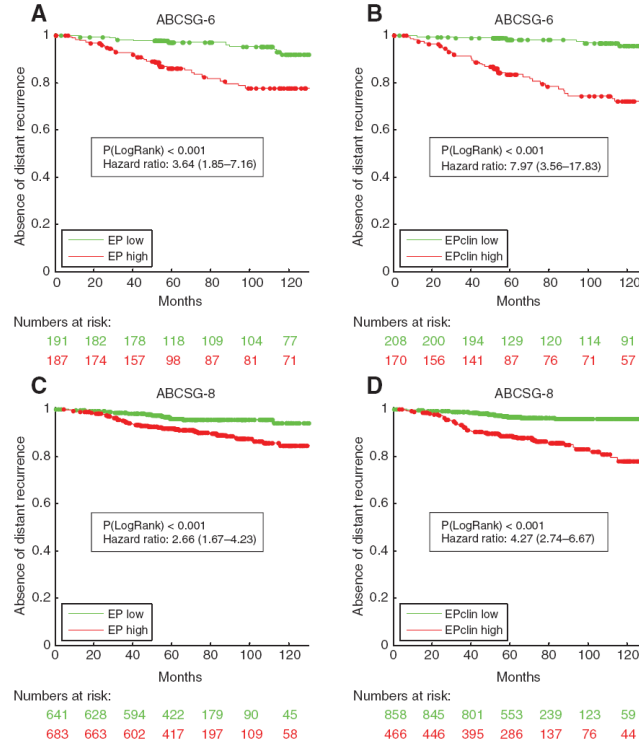 A
ABCSG-6
Absence of distant recurrence
1
0.8
0.6
0.4
0.2
0
P(LogRank) < 0.001
Hazard ratio: 3.64 (1.85–7.16)
EP low
EP high
0 20 40 60 80 100 120
Months
Numbers at risk:
191 182 178 118 109 104 77
187 174 157 98 87 81 71
B
ABCSG-6
Absence of distant recurrence
1
0.8
0.6
0.4
0.2
0
P(LogRank) < 0.001
Hazard ratio: 7.97 (3.56–17.83)
EPclin low
EPclin high
0 20 40 60 80 100 120
Months
Numbers at risk:
208 200 194 129 120 114 91
170 156 141 87 76 71 57
C
ABCSG-8
Absence of distant recurrence
1
0.8
0.6
0.4
0.2
0
P(LogRank) < 0.001
Hazard ratio: 2.66 (1.67–4.23)
EP low
EP high
0 20 40 60 80 100 120
Months
Numbers at risk:
641 628 594 422 179 90 45
683 663 602 417 197 109 58
D
ABCSG-8
Absence of distant recurrence
1
0.8
0.6
0.4
0.2
0
P(LogRank) < 0.001
Hazard ratio: 4.27 (2.74–6.67)
EPclin low
EPclin high
0 20 40 60 80 100 120
Months
Numbers at risk:
858 845 801 553 239 123 59
466 446 395 286 137 76 44